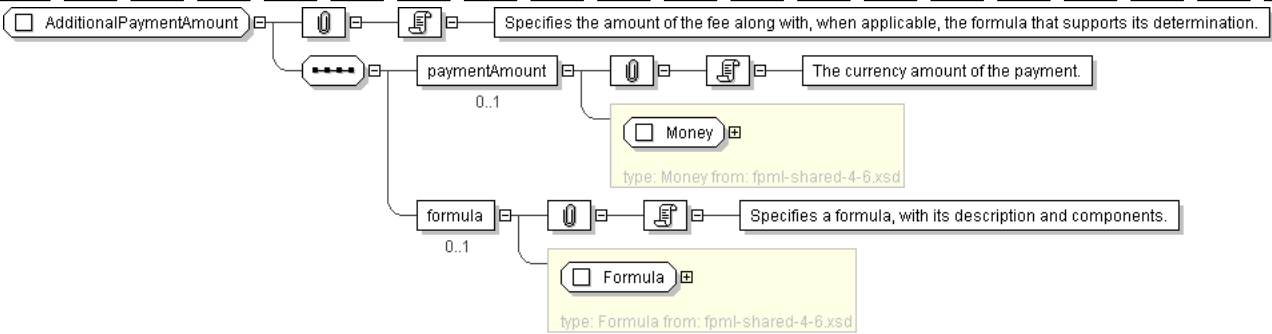 AdditionalPaymentAmount
Specifies the amount of the fee along with, when applicable, the formula that supports its determination.
paymentAmount
The currency amount of the payment.
0..1
Money
type: Money from: fpml-shared-4-6.xsd
formula
Specifies a formula, with its description and components.
0..1
Formula
type: Formula from: fpml-shared-4-6.xsd